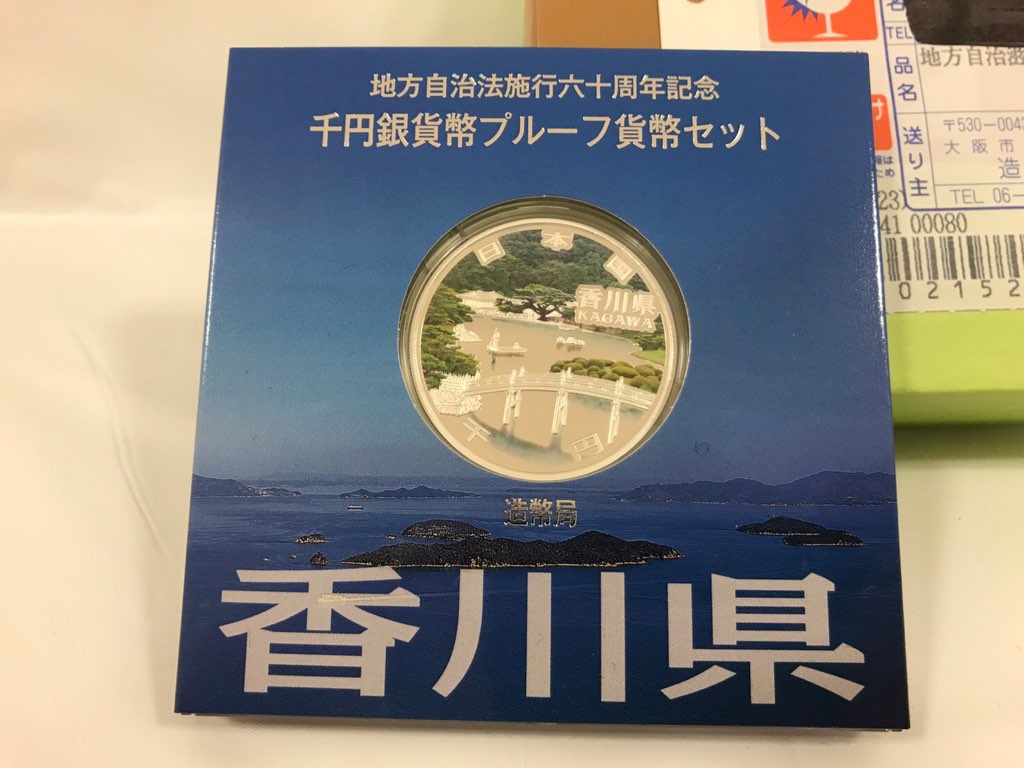 地方自治法施行六十周年記念
千円銀貨幣プルーフ貨幣セット
日本国
香川県
KAGAWA
千円
造幣局
香川県
TEL
品名
地方自治
送り主
〒530-004
大阪市
造
TEL 06-
23)
41 00080
02152